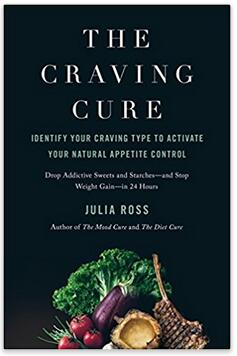 THE
CRAVING
CURE
IDENTIFY YOUR CRAVING TYPE TO ACTIVATE
YOUR NATURAL APPETITE CONTROL
Drop Addictive Sweets and Starches—and Stop
Weight Gain—in 24 Hours
JULIA ROSS
Author of The Mood Cure and The Diet Cure